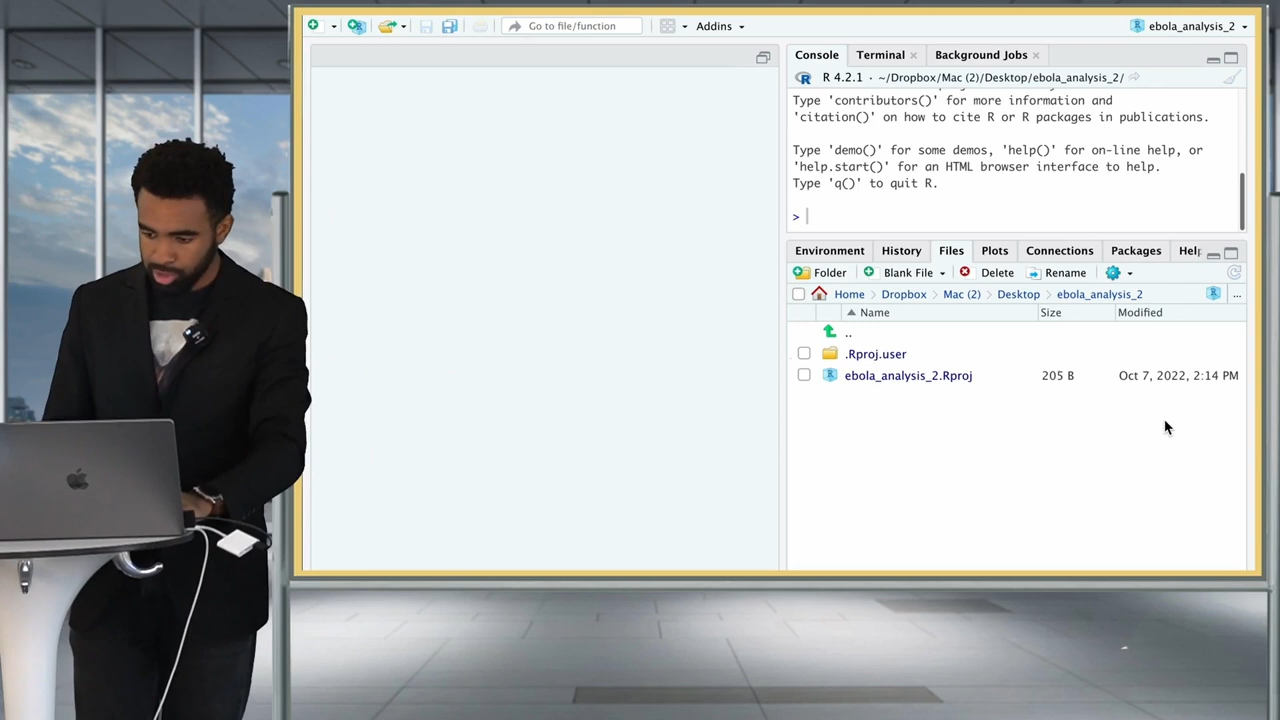 Go to file/function
Addins
ebola_analysis_2
Console Terminal Background Jobs
R 4.2.1 · ~/Dropbox/Mac (2)/Desktop/ebola_analysis_2/
Type 'contributors()' for more information and
'citation()' on how to cite R or R packages in publications.
Type 'demo()' for some demos, 'help()' for on-line help, or
'help.start()' for an HTML browser interface to help.
Type 'q()' to quit R.
>
Environment History Files Plots Connections Packages Help
Folder Blank File Delete Rename
Home Dropbox Mac (2) Desktop ebola_analysis_2 ...
Name Size Modified
..
.Rproj.user
ebola_analysis_2.Rproj 205 B Oct 7, 2022, 2:14 PM